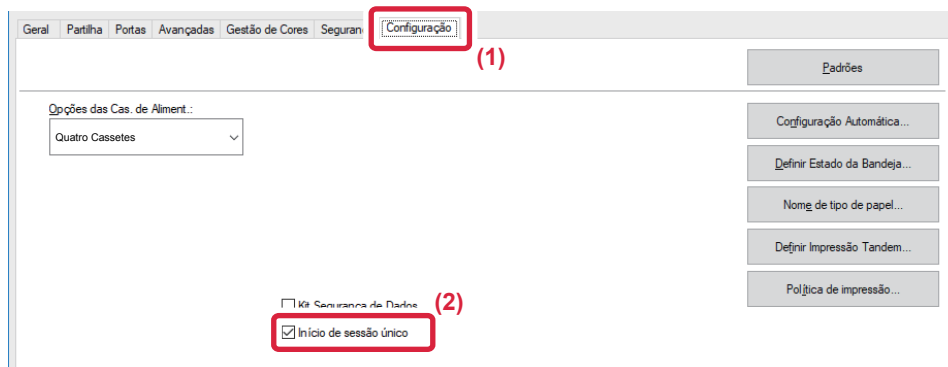 Geral Partilha Portas Avançadas Gestão de Cores Seguran Configuração
(1)
Padrões
Opções das Cas. de Aliment.:
Quatro Cassetes
Configuração Automática...
Definir Estado da Bandeja...
Nome de tipo de papel...
Definir Impressão Tandem...
Política de impressão...
Kit Segurança de Dados
(2)
Início de sessão único